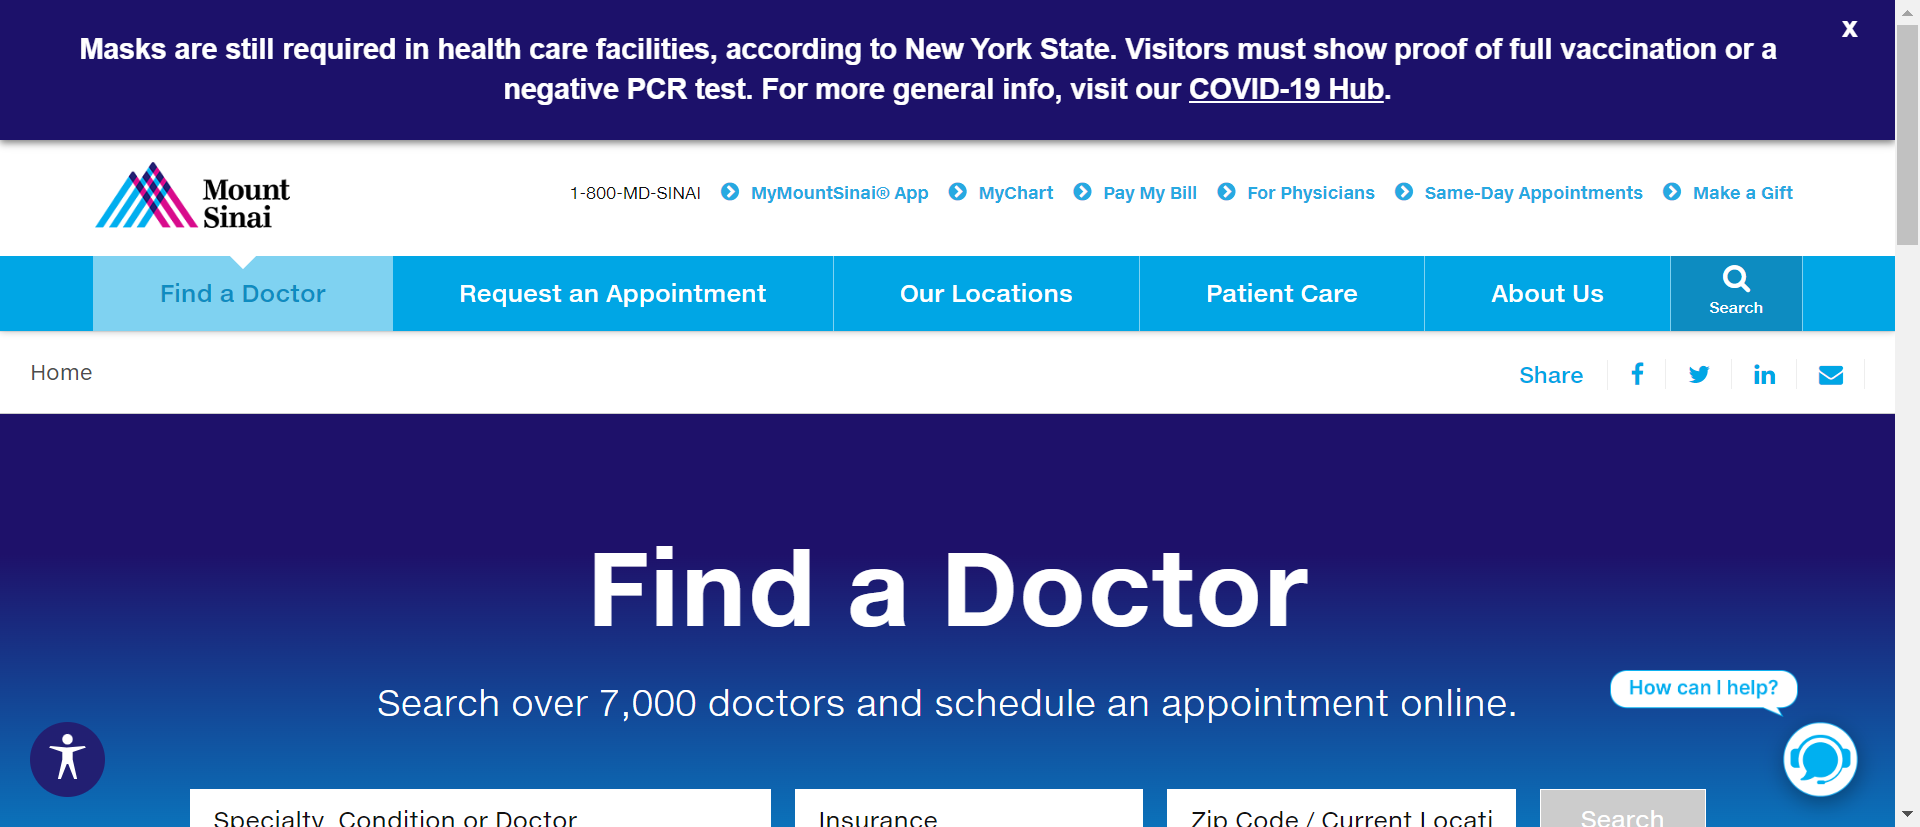 Masks are still required in health care facilities, according to New York State. Visitors must show proof of full vaccination or a
negative PCR test. For more general info, visit our COVID-19 Hub.
x
Mount
Sinai
1-800-MD-SINAI MyMountSinai® App MyChart Pay My Bill For Physicians Same-Day Appointments Make a Gift
Find a Doctor Request an Appointment Our Locations Patient Care About Us Search
Home
Share
Find a Doctor
Search over 7,000 doctors and schedule an appointment online.
How can I help?
Specialty, Condition or Doctor Insurance Zip Code / Current Locati Search